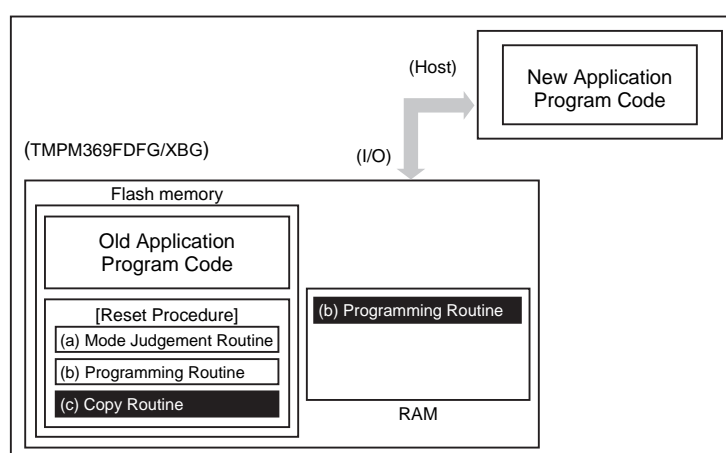 (Host)
New Application
Program Code
(TMPM369FDFG/XBG)
(I/O)
Flash memory
Old Application
Program Code
[Reset Procedure]
(a) Mode Judgement Routine
(b) Programming Routine
(c) Copy Routine
(b) Programming Routine
RAM